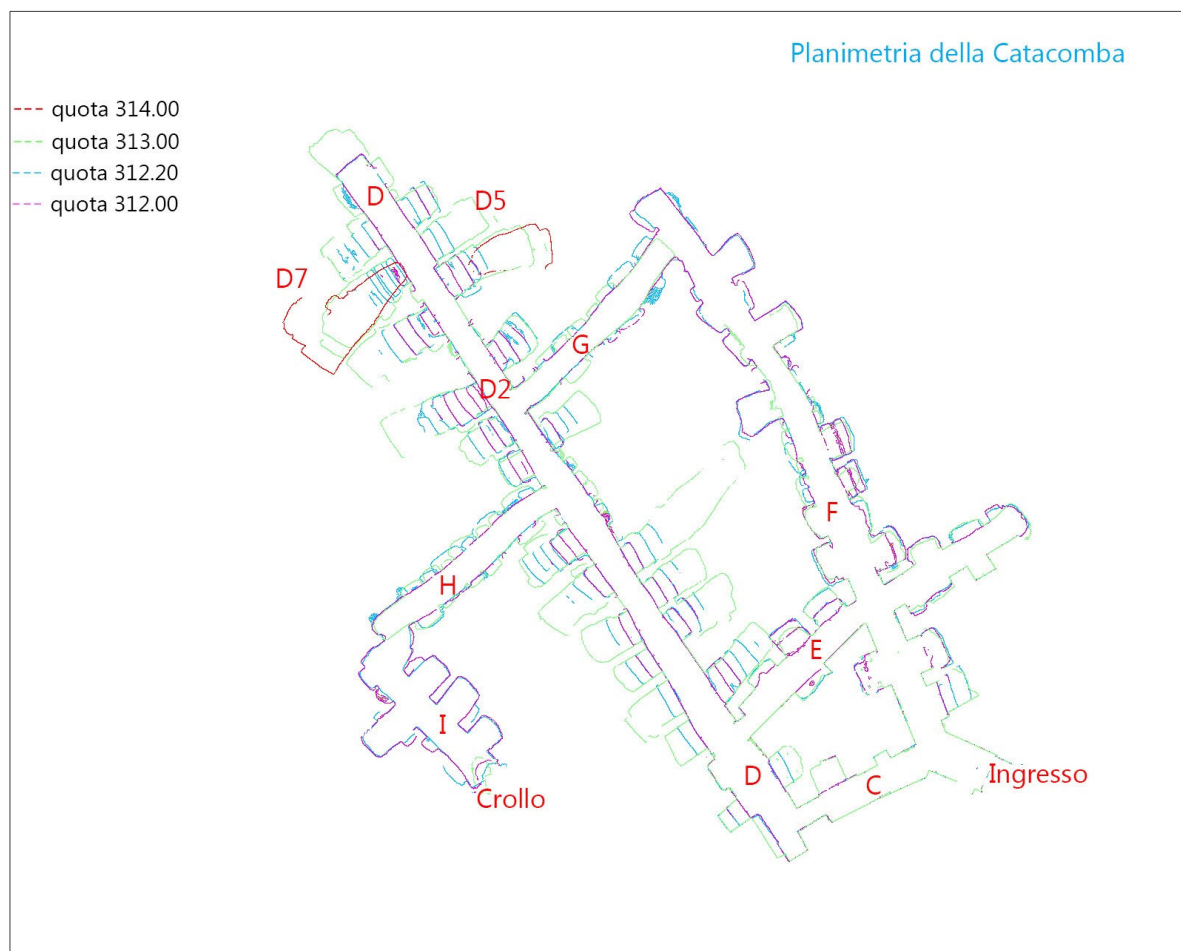 Planimetria della Catacomba
quota 314.00
quota 313.00
quota 312.20
quota 312.00
D
D5
D7
G
D2
F
H
E
I
D
C
Ingresso
Crollo